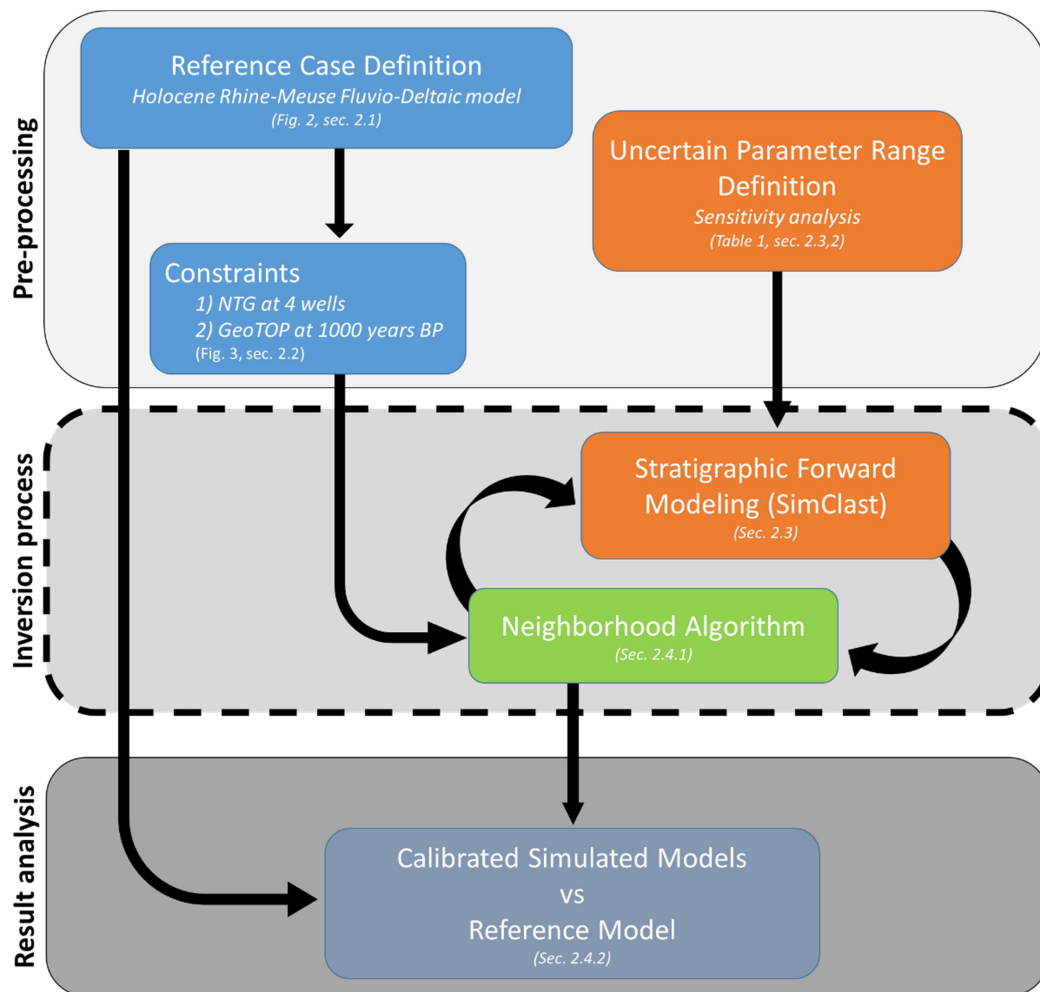 Pre-processing
Reference Case Definition
Holocene Rhine-Meuse Fluvio-Deltaic model
(Fig. 2, sec. 2.1)
Uncertain Parameter Range
Definition
Sensitivity analysis
(Table 1, sec. 2.3,2)
Constraints
1) NTG at 4 wells
2) GeoTOP at 1000 years BP
(Fig. 3, sec. 2.2)
Inversion process
Stratigraphic Forward
Modeling (SimClast)
(Sec. 2.3)
Neighborhood Algorithm
(Sec. 2.4.1)
Result analysis
Calibrated Simulated Models
vs
Reference Model
(Sec. 2.4.2)